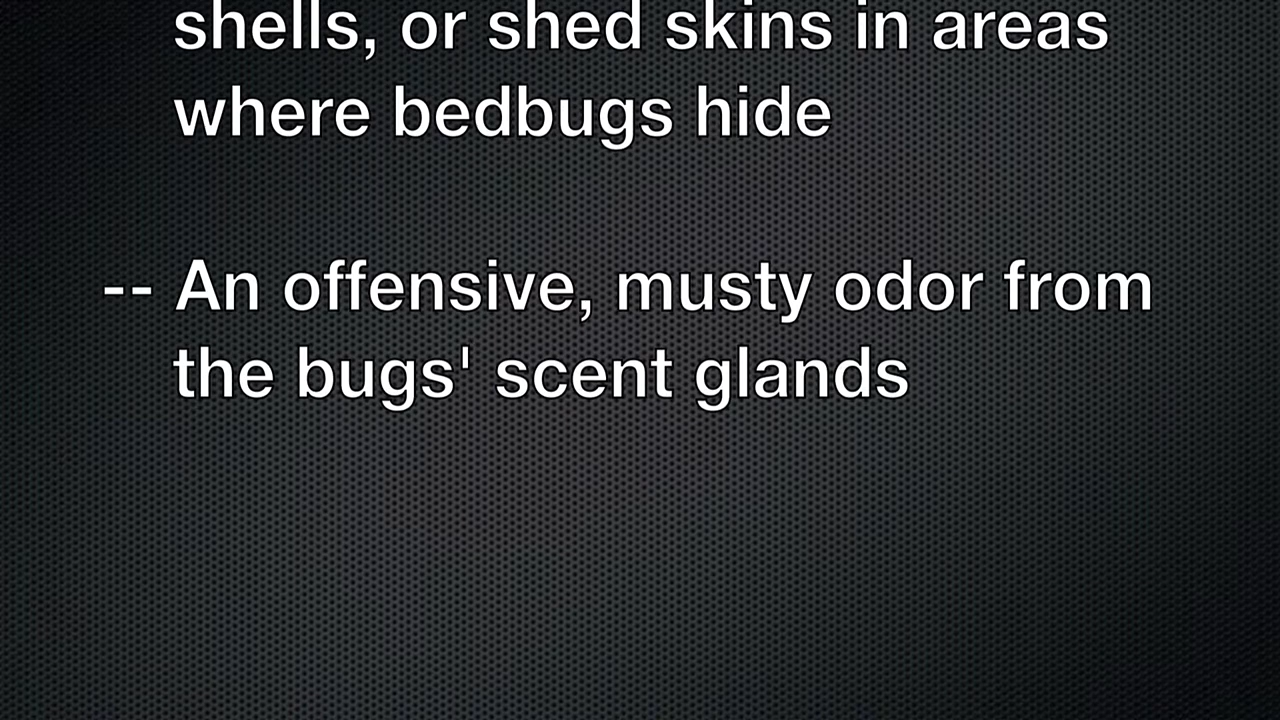 shells, or shed skins in areas
where bedbugs hide
-- An offensive, musty odor from
the bugs' scent glands